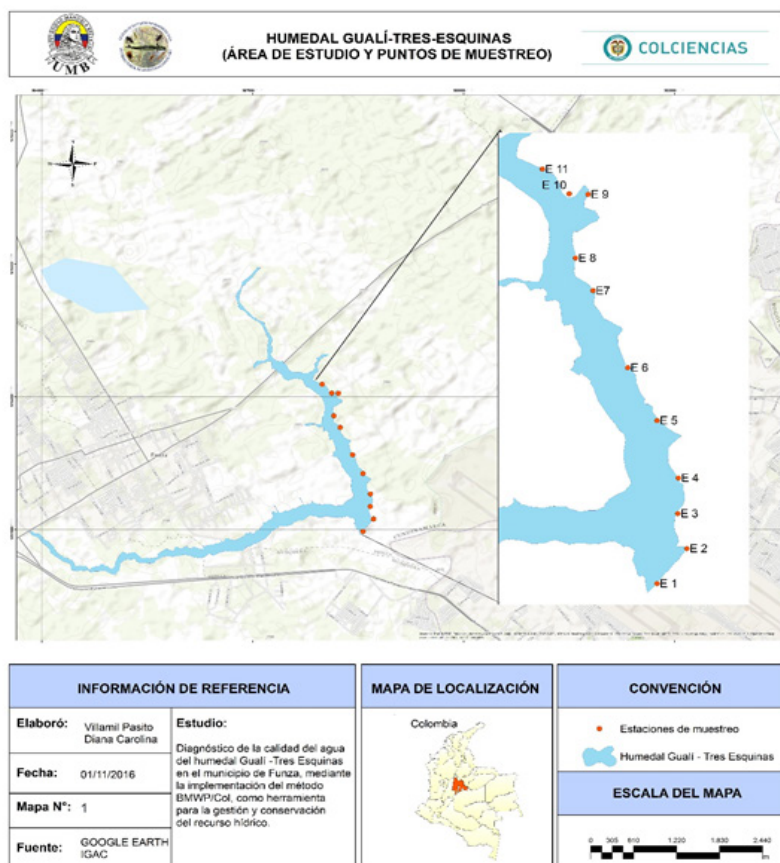 HUMEDAL GUALÍ-TRES-ESQUINAS
(ÁREA DE ESTUDIO Y PUNTOS DE MUESTREO)
UMB
COLCIENCIAS
E 11
E 10
E 9
E 8
E7
E 6
E 5
E 4
E 3
E 2
E 1
Funza
INFORMACIÓN DE REFERENCIA
Elaboró: Villamil Pasito
Diana Carolina
Fecha: 01/11/2016
Mapa N°: 1
Fuente: GOOGLE EARTH
IGAC
Estudio:
Diagnóstico de la calidad del agua
del humedal Gualí -Tres Esquinas
en el municipio de Funza, mediante
la implementación del método
BMWP/Col, como herramienta
para la gestión y conservación
del recurso hídrico.
MAPA DE LOCALIZACIÓN
Colombia
CONVENCIÓN
Estaciones de muestreo
Humedal Gualí - Tres Esquinas
ESCALA DEL MAPA
0 305 610 1.220 1.830 2.440